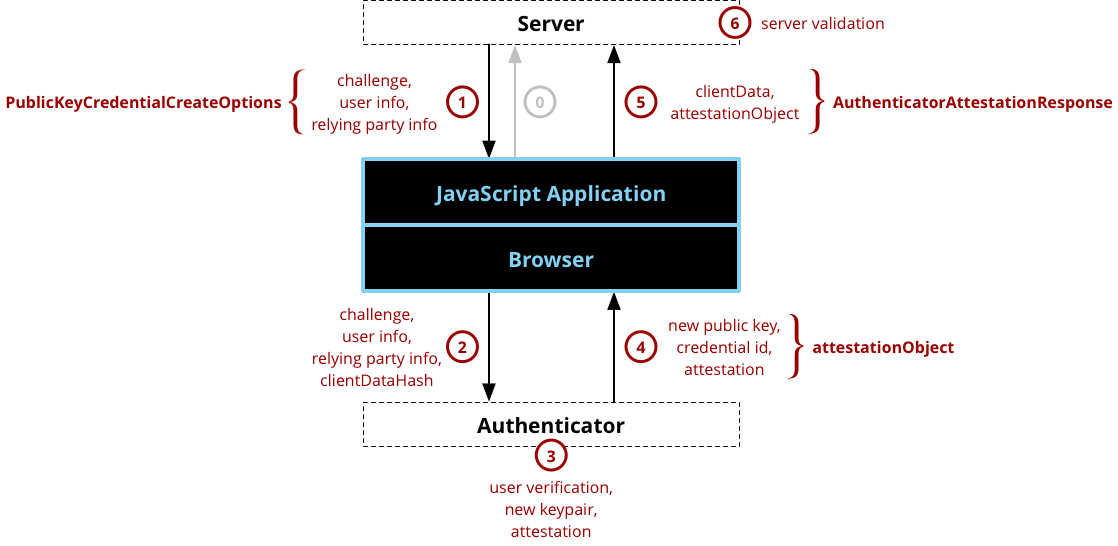 Server
6
server validation
PublicKeyCredentialCreateOptions
challenge,
user info,
relying party info
1
0
5
clientData,
attestationObject
AuthenticatorAttestationResponse
JavaScript Application
Browser
challenge,
user info,
relying party info,
clientDataHash
2
4
new public key,
credential id,
attestation
attestationObject
Authenticator
3
user verification,
new keypair,
attestation